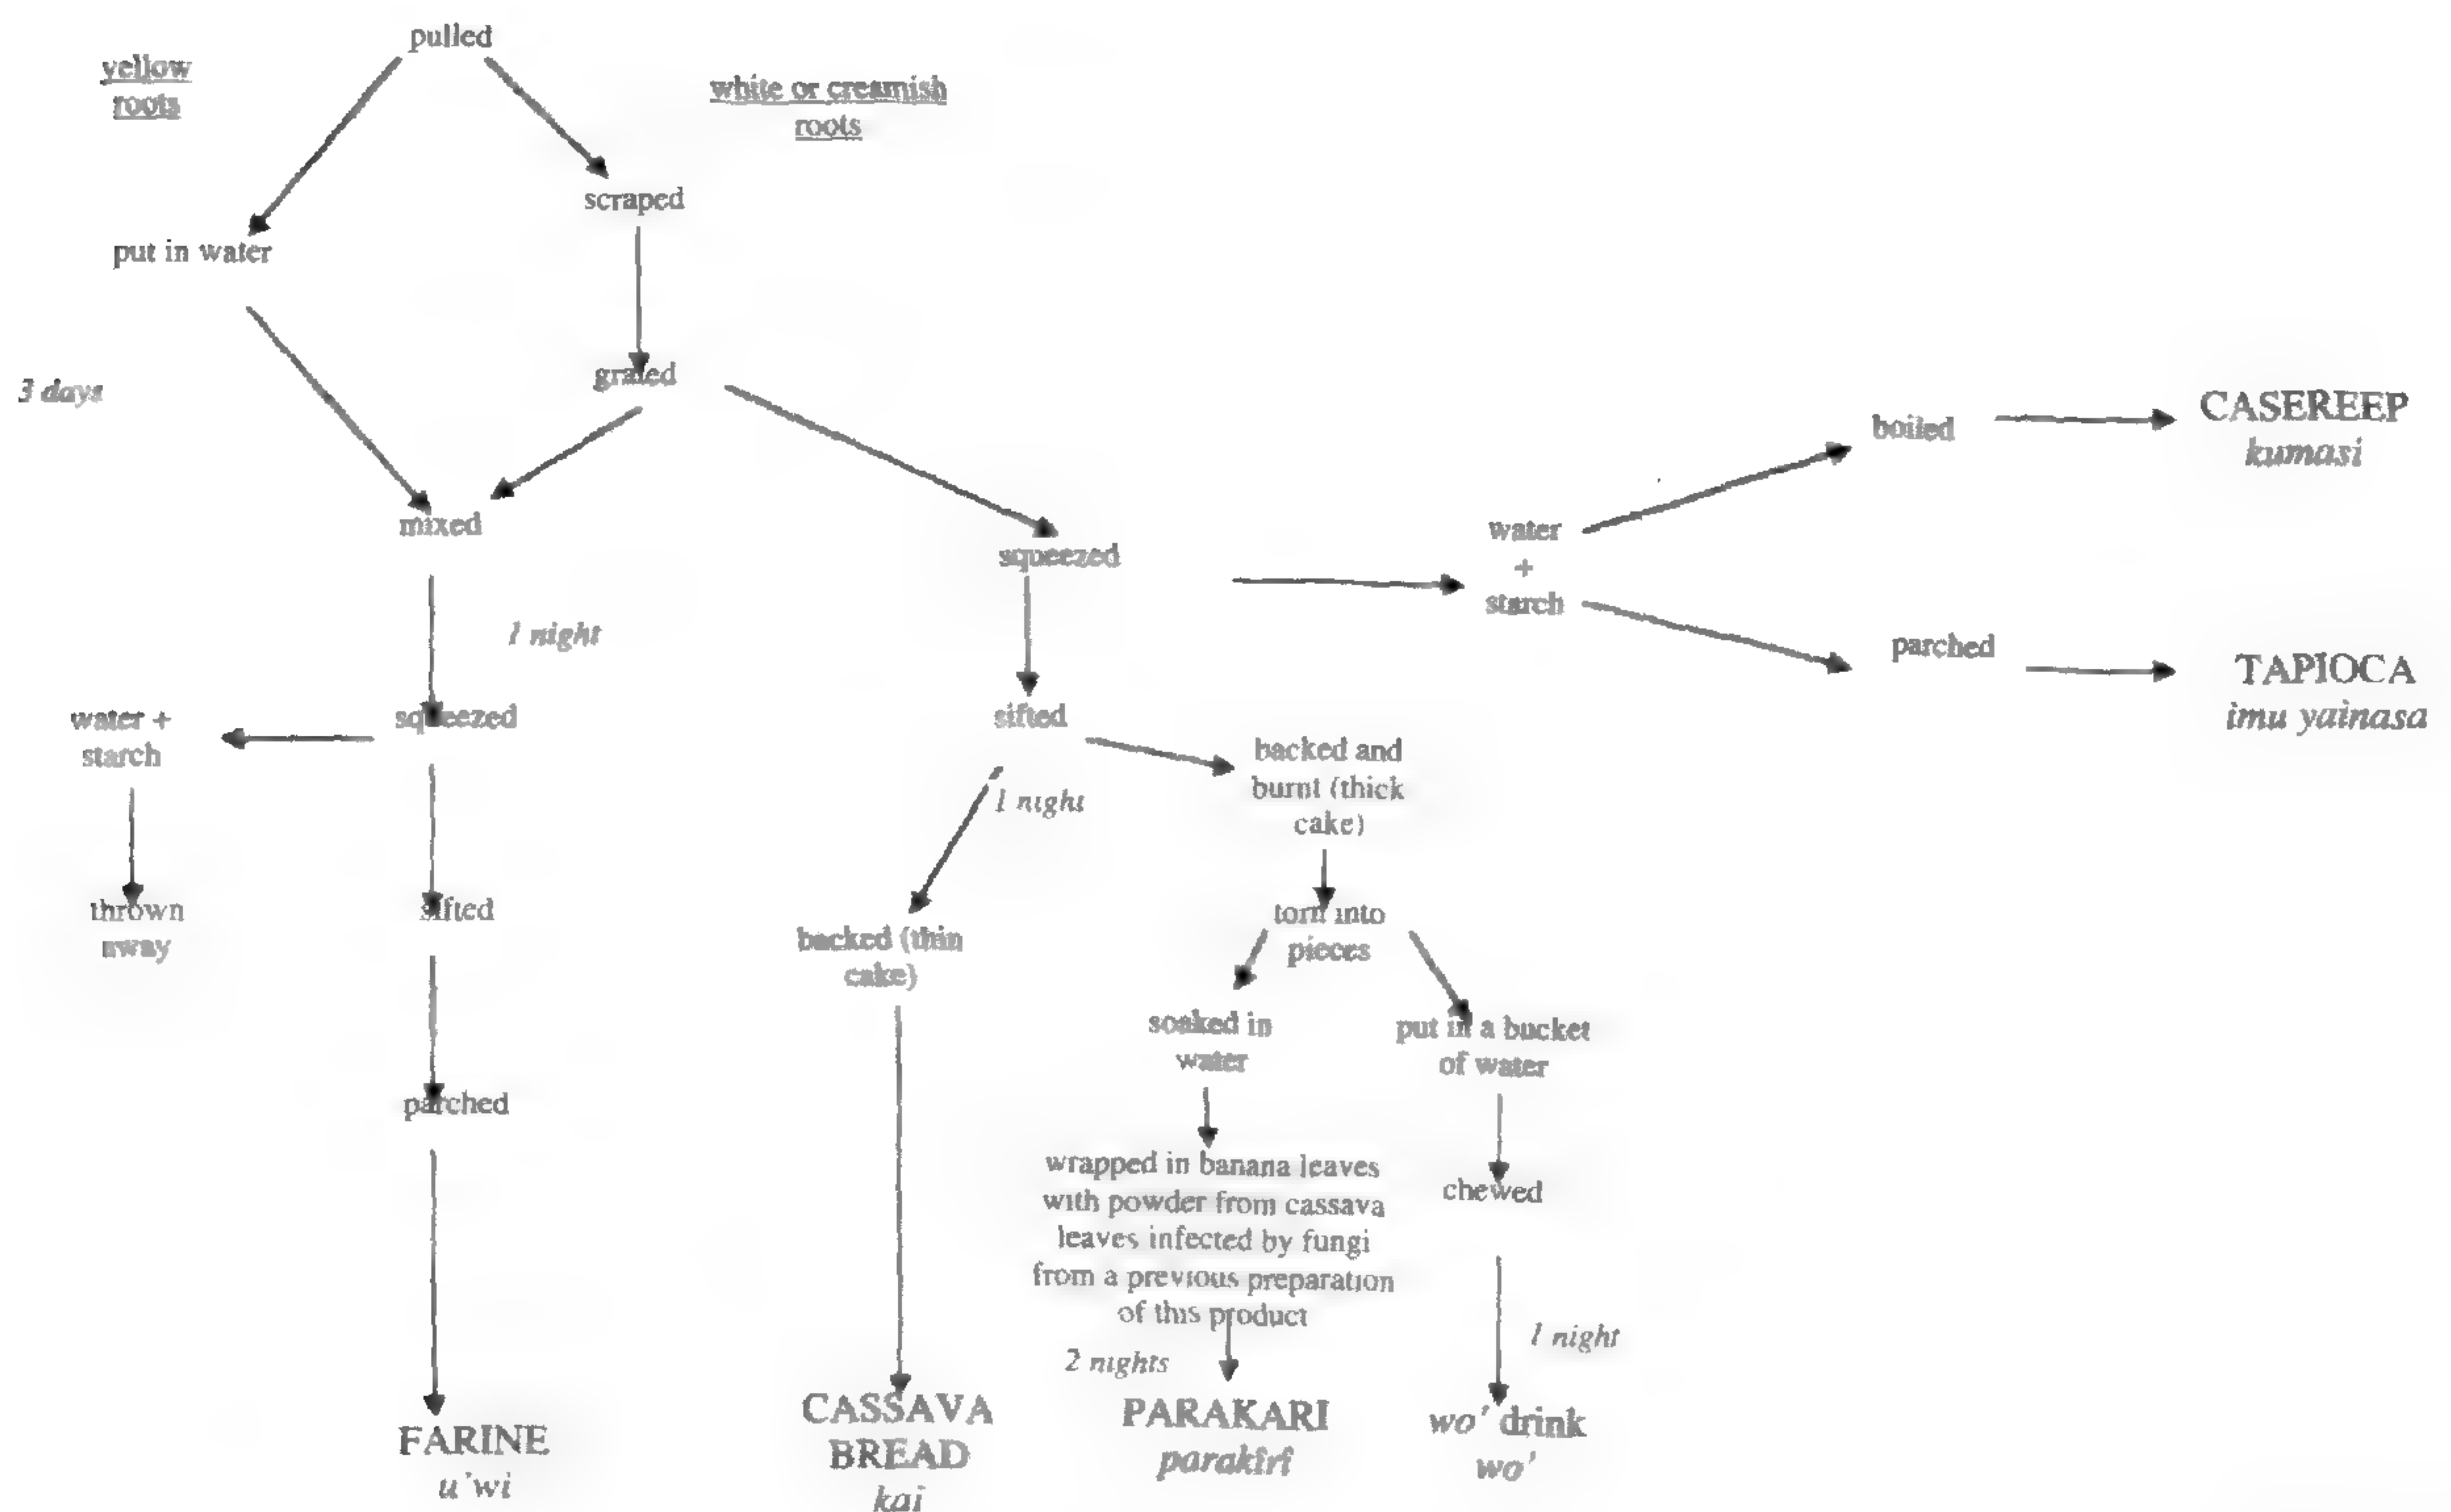 pulled
yellow
roots
white or creamish
roots
scraped
put in water
3 days
grated
mixed
squeezed
1 night
water
+
starch
boiled
CASEREEP
kumasi
parched
TAPIOCA
imu yainasa
water +
starch
squeezed
thrown
away
sifted
parched
FARINE
u'wi
sifted
1 night
backed (thin
cake)
CASSAVA
BREAD
kai
backed and
burnt (thick
cake)
torn into
pieces
soaked in
water
wrapped in banana leaves
with powder from cassava
leaves infected by fungi
from a previous preparation
of this product
2 nights
PARAKARI
put in a bucket
of water
chewed
1 night
wo' drink
wo'